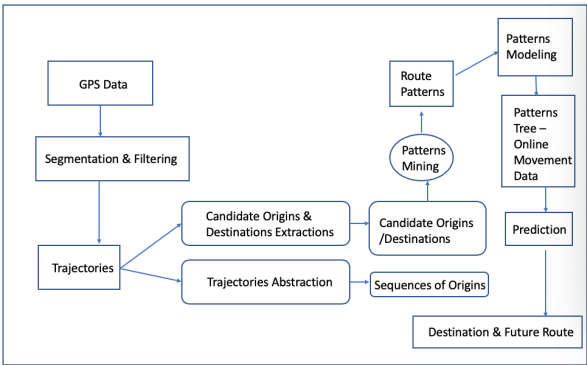 GPS Data
Segmentation & Filtering
Trajectories
Candidate Origins &
Destinations Extractions
Trajectories Abstraction
Candidate Origins
/Destinations
Sequences of Origins
Patterns
Mining
Route
Patterns
Patterns
Modeling
Patterns
Tree –
Online
Movement
Data
Prediction
Destination & Future Route